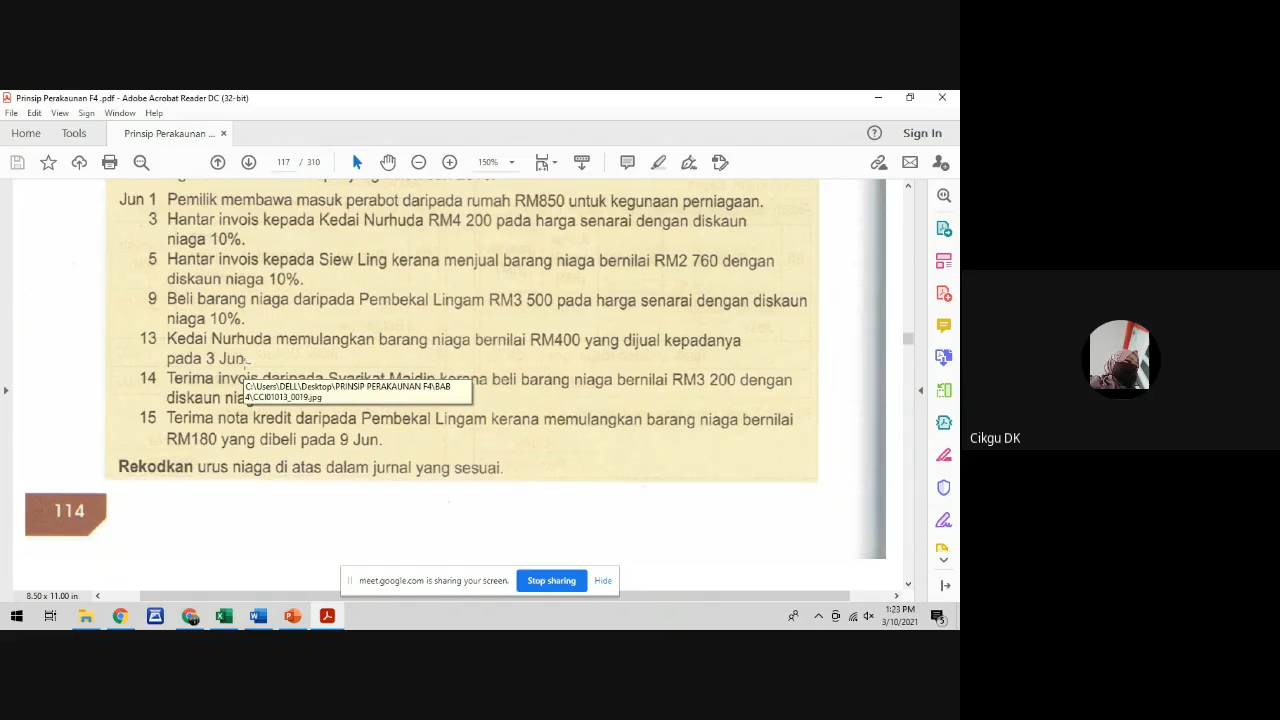 Prinsip Perakaunan F4 .pdf - Adobe Acrobat Reader DC (32-bit)
File Edit View Sign Window Help
Home Tools Prinsip Perakaunan ... × Sign In
117 / 310 150%
Jun 1 Pemilik membawa masuk perabot daripada rumah RM850 untuk kegunaan perniagaan.
3 Hantar invois kepada Kedai Nurhuda RM4 200 pada harga senarai dengan diskaun
niaga 10%.
5 Hantar invois kepada Siew Ling kerana menjual barang niaga bernilai RM2 760 dengan
diskaun niaga 10%.
9 Beli barang niaga daripada Pembekal Lingam RM3 500 pada harga senarai dengan diskaun
niaga 10%.
13 Kedai Nurhuda memulangkan barang niaga bernilai RM400 yang dijual kepadanya
pada 3 Jun.
14 Terima invois daripada Syarikat Maidin kerana beli barang niaga bernilai RM3 200 dengan
C:\Users\DELL\Desktop\PRINSIP PERAKAUNAN F4\BAB
diskaun
4\CCI01013_0019.jpg
15 Terima nota kredit daripada Pembekal Lingam kerana memulangkan barang niaga bernilai
RM180 yang dibeli pada 9 Jun.
Rekodkan urus niaga di atas dalam jurnal yang sesuai.
Cikgu DK
114
meet.google.com is sharing your screen. Stop sharing Hide
8.50 x 11.00 in
1:23 PM
3/10/2021